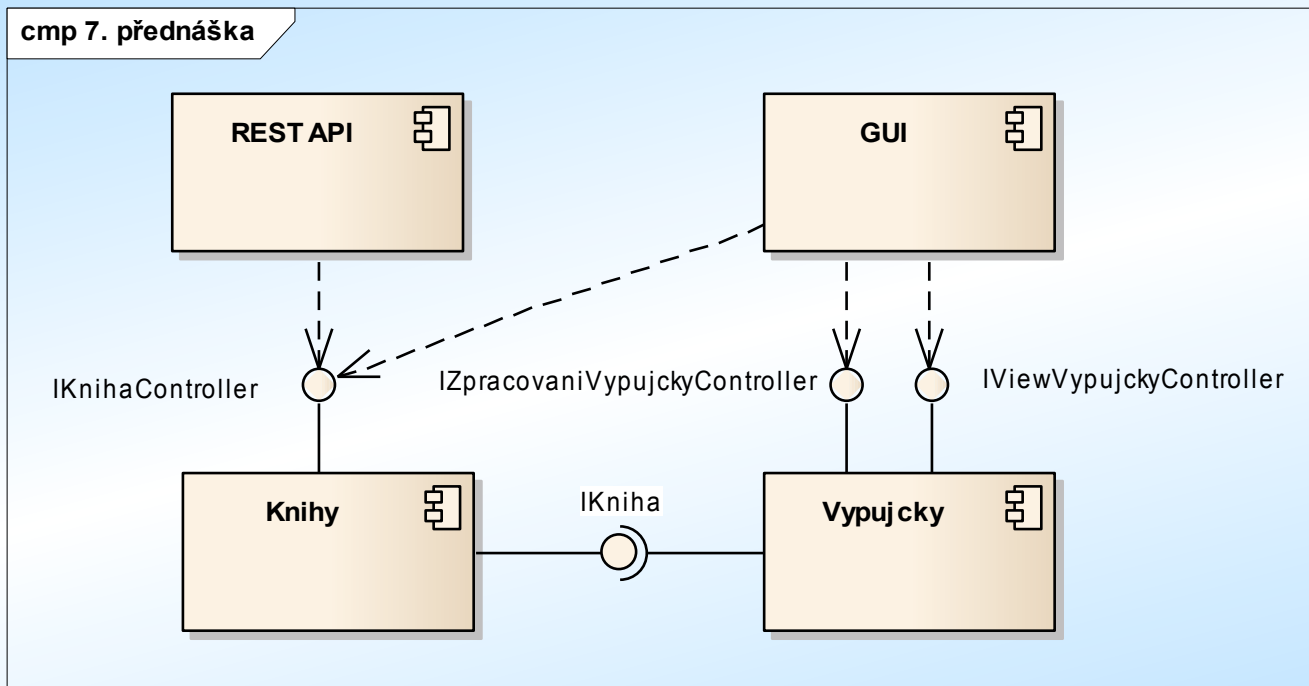 cmp 7. přednáška
REST API
GUI
IKnihaController
IZpracovaniVypujckyController
IViewVypujckyController
Knihy
IKniha
Vypujcky